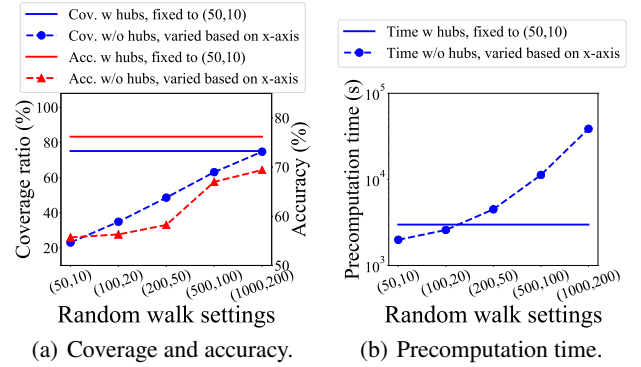 Cov. w hubs, fixed to (50,10)
Cov. w/o hubs, varied based on x-axis
Acc. w hubs, fixed to (50,10)
Acc. w/o hubs, varied based on x-axis
Coverage ratio (%)
100
80
60
40
20
80
70
60
50
Accuracy (%)
(50,10)
(100,20)
(200,50)
(500,100)
(1000,200)
Random walk settings
(a) Coverage and accuracy.
Time w hubs, fixed to (50,10)
Time w/o hubs, varied based on x-axis
Precomputation time (s)
10^5
10^4
10^3
(50,10)
(100,20)
(200,50)
(500,100)
(1000,200)
Random walk settings
(b) Precomputation time.